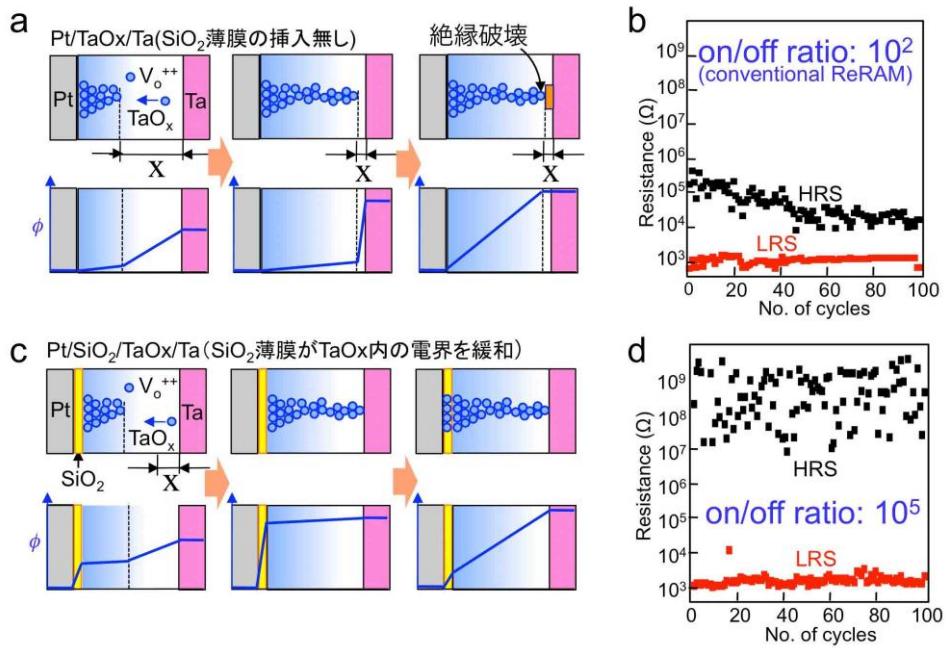 a
Pt/TaOx/Ta(SiO₂薄膜の挿入無し)
Pt
Vₒ⁺⁺
TaOₓ
Ta
絶縁破壊
X
X
X
ϕ
b
on/off ratio: 10²
(conventional ReRAM)
Resistance (Ω)
10⁹
10⁸
10⁷
10⁶
10⁵
10⁴
10³
HRS
LRS
0 20 40 60 80 100
No. of cycles
c
Pt/SiO₂/TaOx/Ta(SiO₂薄膜がTaOx内の電界を緩和)
Pt
Vₒ⁺⁺
TaOₓ
Ta
SiO₂
X
ϕ
d
Resistance (Ω)
10⁹
10⁸
10⁷
10⁶
10⁵
10⁴
10³
HRS
on/off ratio: 10⁵
LRS
0 20 40 60 80 100
No. of cycles